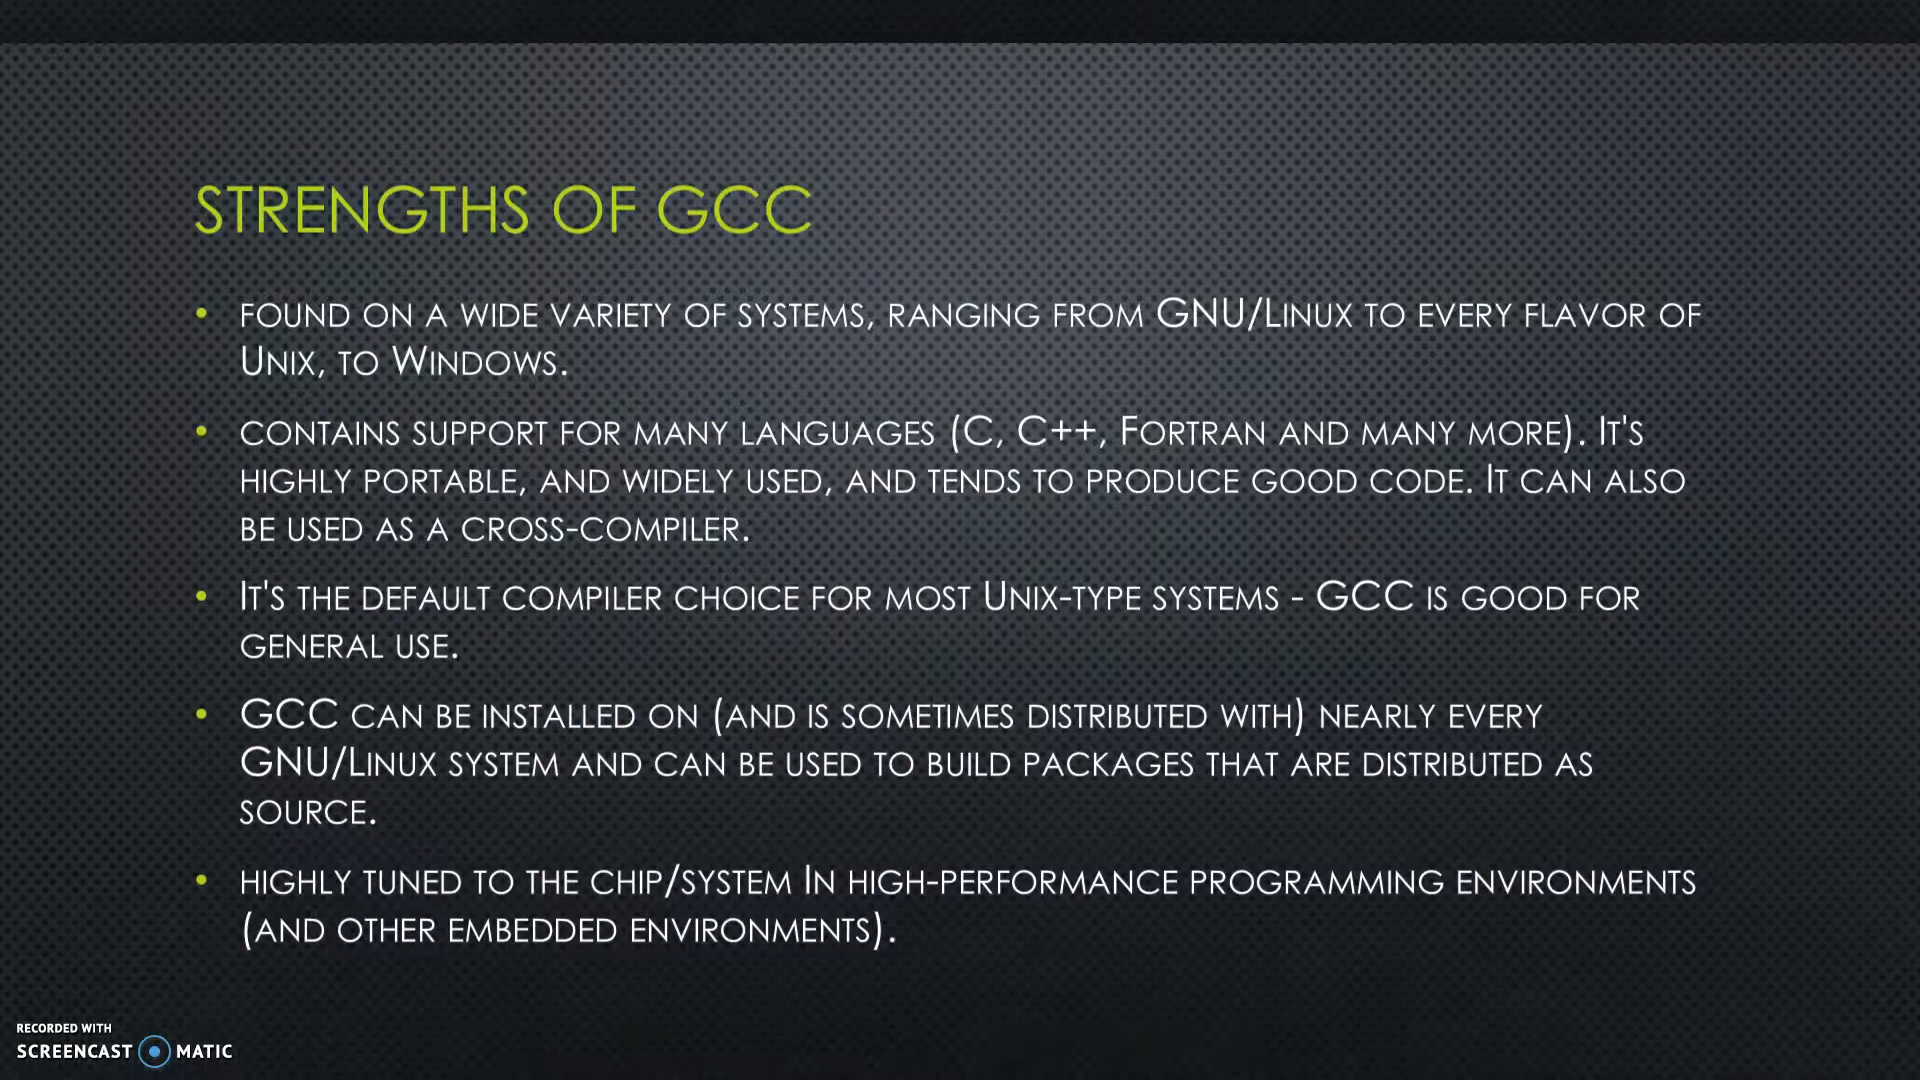 STRENGTHS OF GCC
• FOUND ON A WIDE VARIETY OF SYSTEMS, RANGING FROM GNU/LINUX TO EVERY FLAVOR OF
UNIX, TO WINDOWS.
• CONTAINS SUPPORT FOR MANY LANGUAGES (C, C++, FORTRAN AND MANY MORE). IT'S
HIGHLY PORTABLE, AND WIDELY USED, AND TENDS TO PRODUCE GOOD CODE. IT CAN ALSO
BE USED AS A CROSS-COMPILER.
• IT'S THE DEFAULT COMPILER CHOICE FOR MOST UNIX-TYPE SYSTEMS - GCC IS GOOD FOR
GENERAL USE.
• GCC CAN BE INSTALLED ON (AND IS SOMETIMES DISTRIBUTED WITH) NEARLY EVERY
GNU/LINUX SYSTEM AND CAN BE USED TO BUILD PACKAGES THAT ARE DISTRIBUTED AS
SOURCE.
• HIGHLY TUNED TO THE CHIP/SYSTEM IN HIGH-PERFORMANCE PROGRAMMING ENVIRONMENTS
(AND OTHER EMBEDDED ENVIRONMENTS).
RECORDED WITH
SCREENCAST MATIC